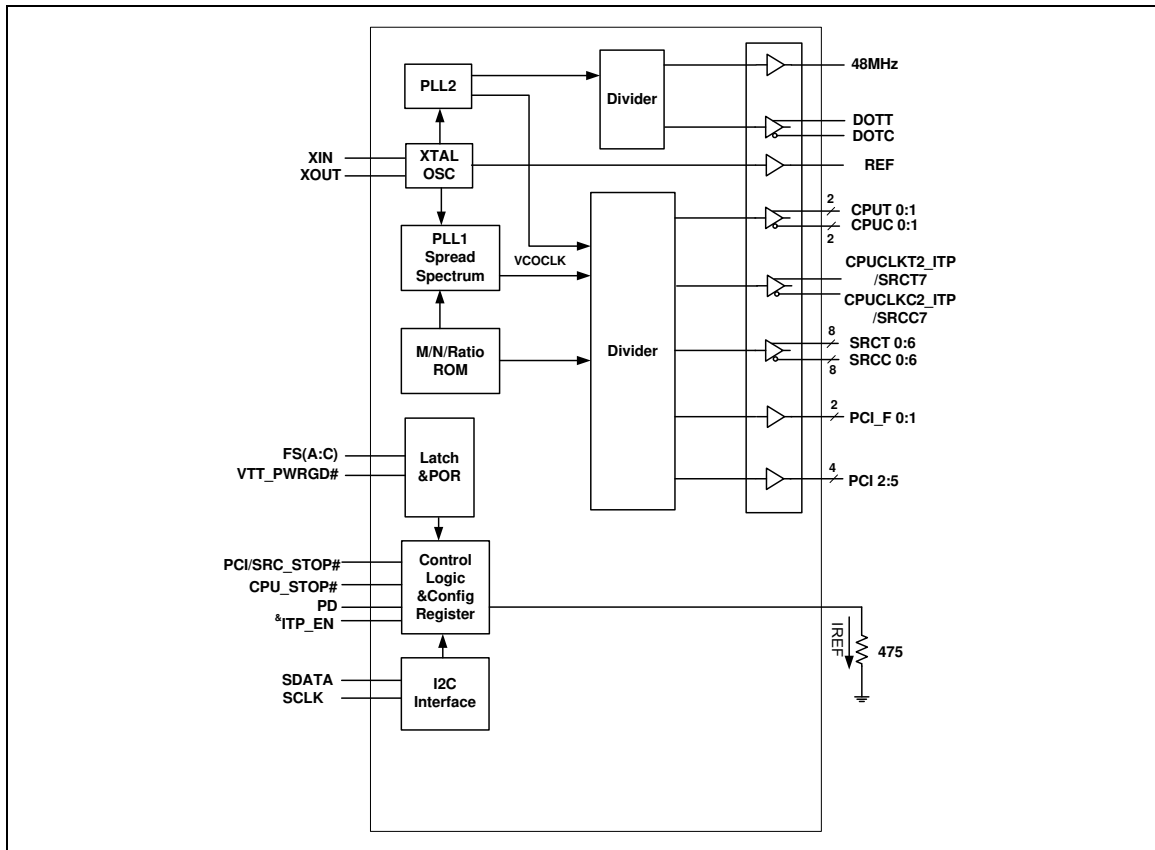 PLL2
Divider
48MHz
DOTT
DOTC
XIN
XOUT
XTAL
OSC
REF
PLL1
Spread
Spectrum
VCOCLK
M/N/Ratio
ROM
Divider
2
CPUT 0:1
CPUC 0:1
2
CPUCLKT2_ITP
/SRCT7
CPUCLKC2_ITP
/SRCC7
8
SRCT 0:6
SRCC 0:6
8
2
PCI_F 0:1
4
PCI 2:5
FS(A:C)
VTT_PWRGD#
Latch
&POR
PCI/SRC_STOP#
CPU_STOP#
PD
&ITP_EN
Control
Logic
&Config
Register
IREF
475
SDATA
SCLK
I2C
Interface